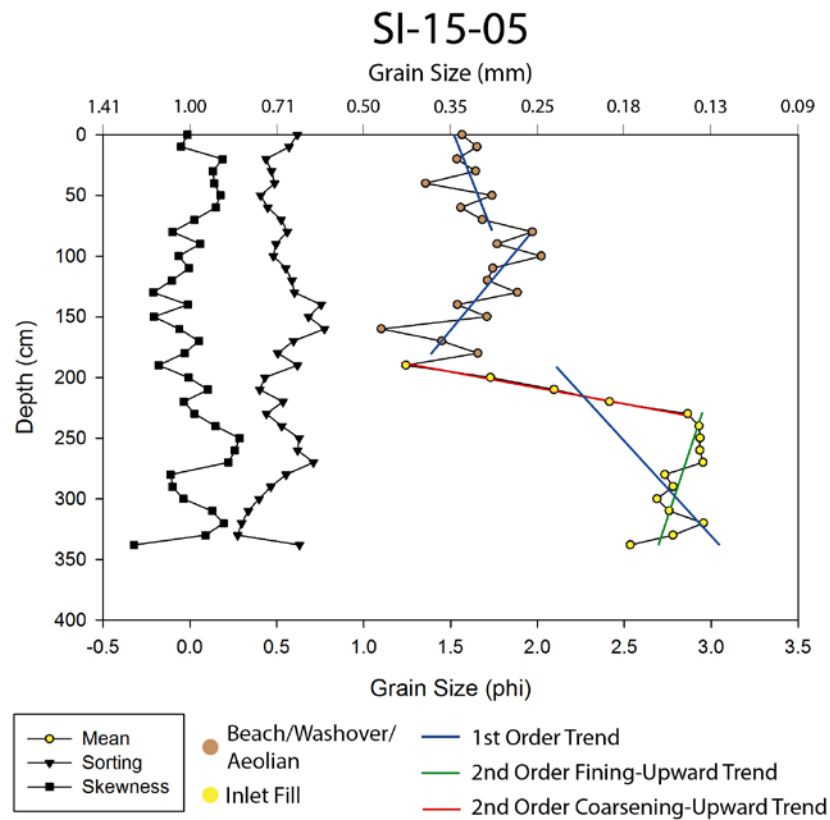 SI-15-05
Grain Size (mm)
1.41 1.00 0.71 0.50 0.35 0.25 0.18 0.13 0.09
0
50
100
150
200
250
300
350
400
Depth (cm)
-0.5 0.0 0.5 1.0 1.5 2.0 2.5 3.0 3.5
Grain Size (phi)
Mean
Sorting
Skewness
Beach/Washover/
Aeolian
Inlet Fill
1st Order Trend
2nd Order Fining-Upward Trend
2nd Order Coarsening-Upward Trend